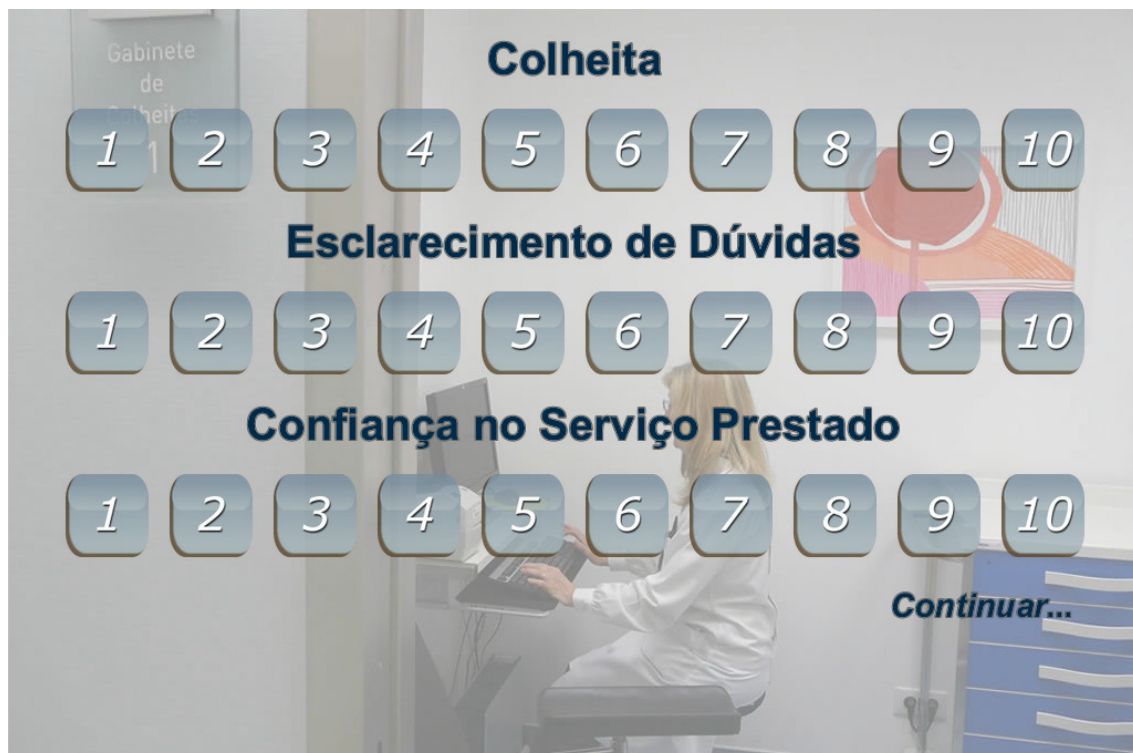 Gabinete
de
Colheitas
1
Colheita
1 2 3 4 5 6 7 8 9 10
Esclarecimento de Dúvidas
1 2 3 4 5 6 7 8 9 10
Confiança no Serviço Prestado
1 2 3 4 5 6 7 8 9 10
Continuar...